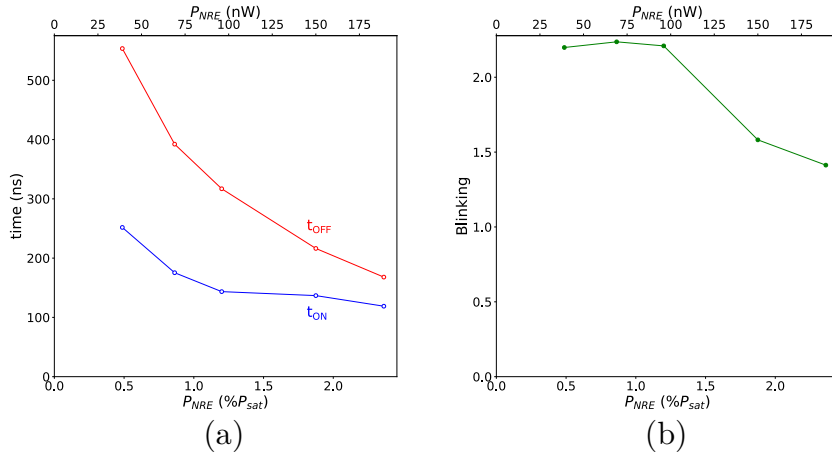 P_NRE (nW)
0 25 50 75 100 125 150 175
time (ns)
500
400
300
200
100
0
t_OFF
t_ON
0.0 0.5 1.0 1.5 2.0
P_NRE (%P_sat)
(a)
P_NRE (nW)
0 25 50 75 100 125 150 175
Blinking
2.0
1.5
1.0
0.5
0.0
0.0 0.5 1.0 1.5 2.0
P_NRE (%P_sat)
(b)